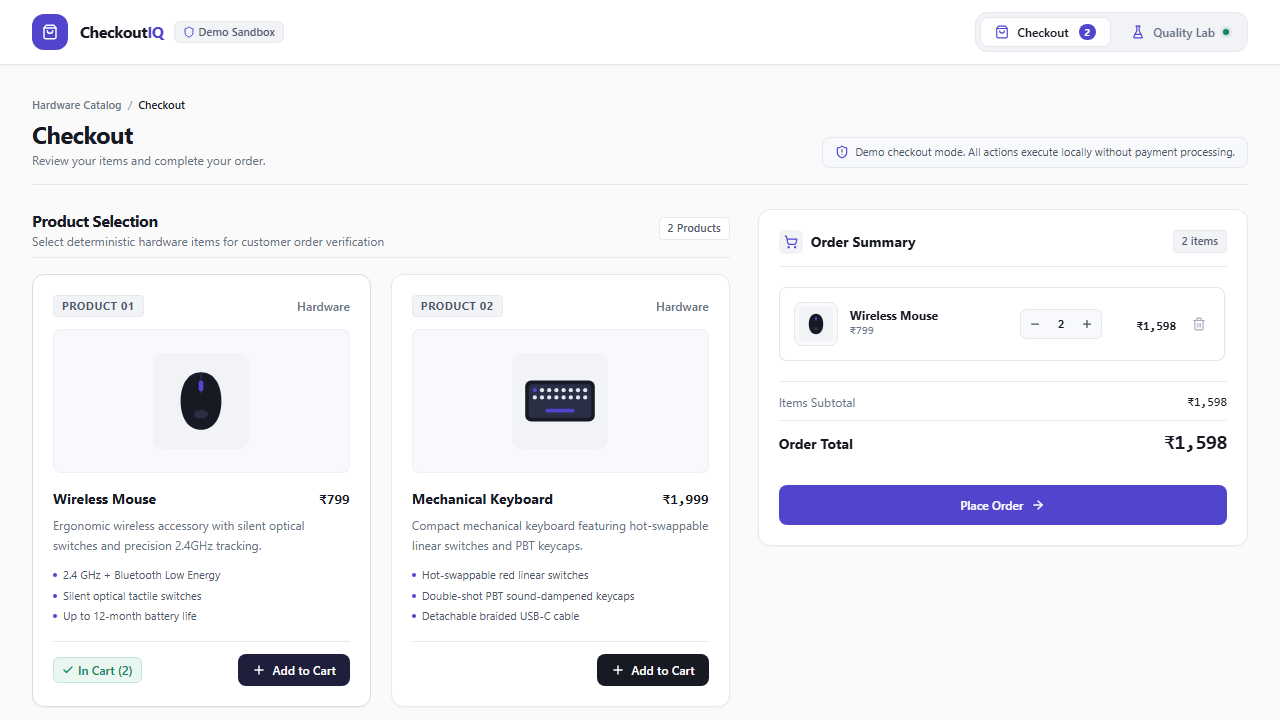 CheckoutIQ
Demo Sandbox
Checkout 2
Quality Lab
Hardware Catalog / Checkout
Checkout
Review your items and complete your order.
Demo checkout mode. All actions execute locally without payment processing.
Product Selection
Select deterministic hardware items for customer order verification
2 Products
PRODUCT 01
Hardware
Wireless Mouse ₹799
Ergonomic wireless accessory with silent optical
switches and precision 2.4GHz tracking.
2.4 GHz + Bluetooth Low Energy
Silent optical tactile switches
Up to 12-month battery life
In Cart (2)
+ Add to Cart
PRODUCT 02
Hardware
Mechanical Keyboard ₹1,999
Compact mechanical keyboard featuring hot-swappable
linear switches and PBT keycaps.
Hot-swappable red linear switches
Double-shot PBT sound-dampened keycaps
Detachable braided USB-C cable
+ Add to Cart
Order Summary
2 items
Wireless Mouse
₹799
− 2 +
₹1,598
Items Subtotal ₹1,598
Order Total ₹1,598
Place Order →